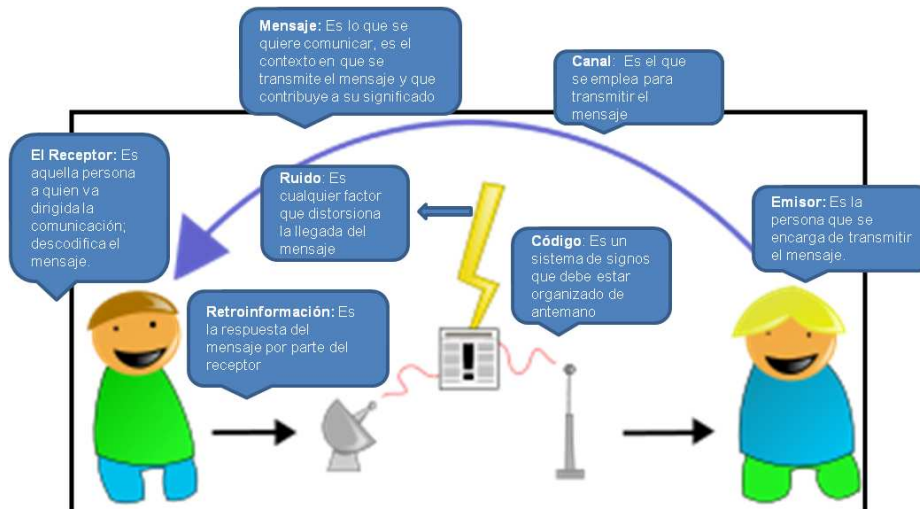 Mensaje: Es lo que se
quiere comunicar, es el
contexto en que se
transmite el mensaje y que
contribuye a su significado
Canal: Es el que
se emplea para
transmitir el
mensaje
El Receptor: Es
aquella persona
a quien va
dirigida la
comunicación;
descodifica el
mensaje.
Ruido: Es
cualquier factor
que distorsiona
la llegada del
mensaje
Emisor: Es la
persona que se
encarga de transmitir
el mensaje.
Código: Es un
sistema de signos
que debe estar
organizado de
antemano
Retroinformación: Es
la respuesta del
mensaje por parte del
receptor
!